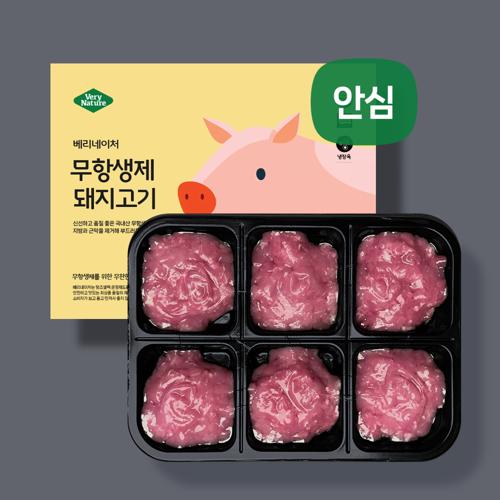 Very
Nature
안심
냉장육
베리네이처
무항생제
돼지고기
신선하고 품질 좋은 국내산
지방과 근막을 제거해 부드러
무항생제를 위한 무한한